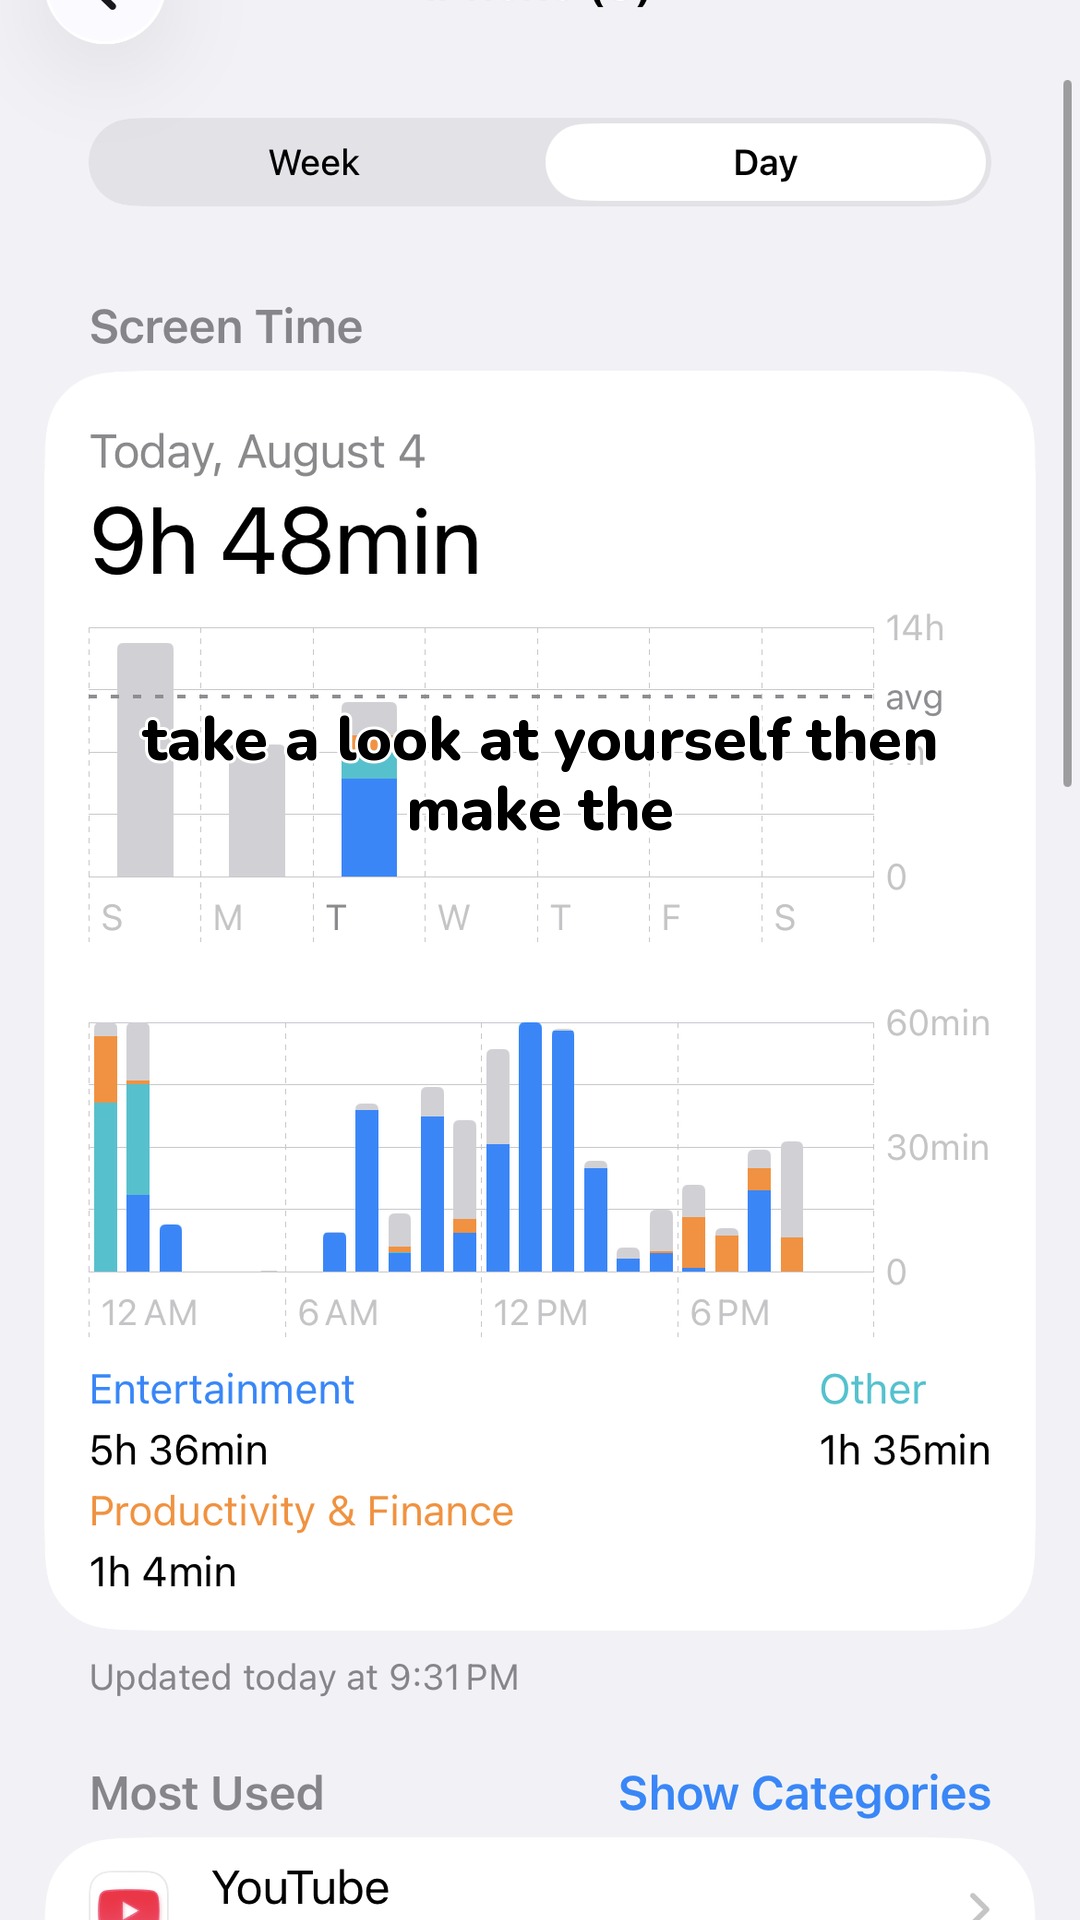 Week
Day
Screen Time
Today, August 4
9h 48min
14h
avg
take a look at yourself then
make the
0
S M T W T F S
60min
30min
0
12 AM 6 AM 12 PM 6 PM
Entertainment
5h 36min
Other
1h 35min
Productivity & Finance
1h 4min
Updated today at 9:31 PM
Most Used
Show Categories
YouTube